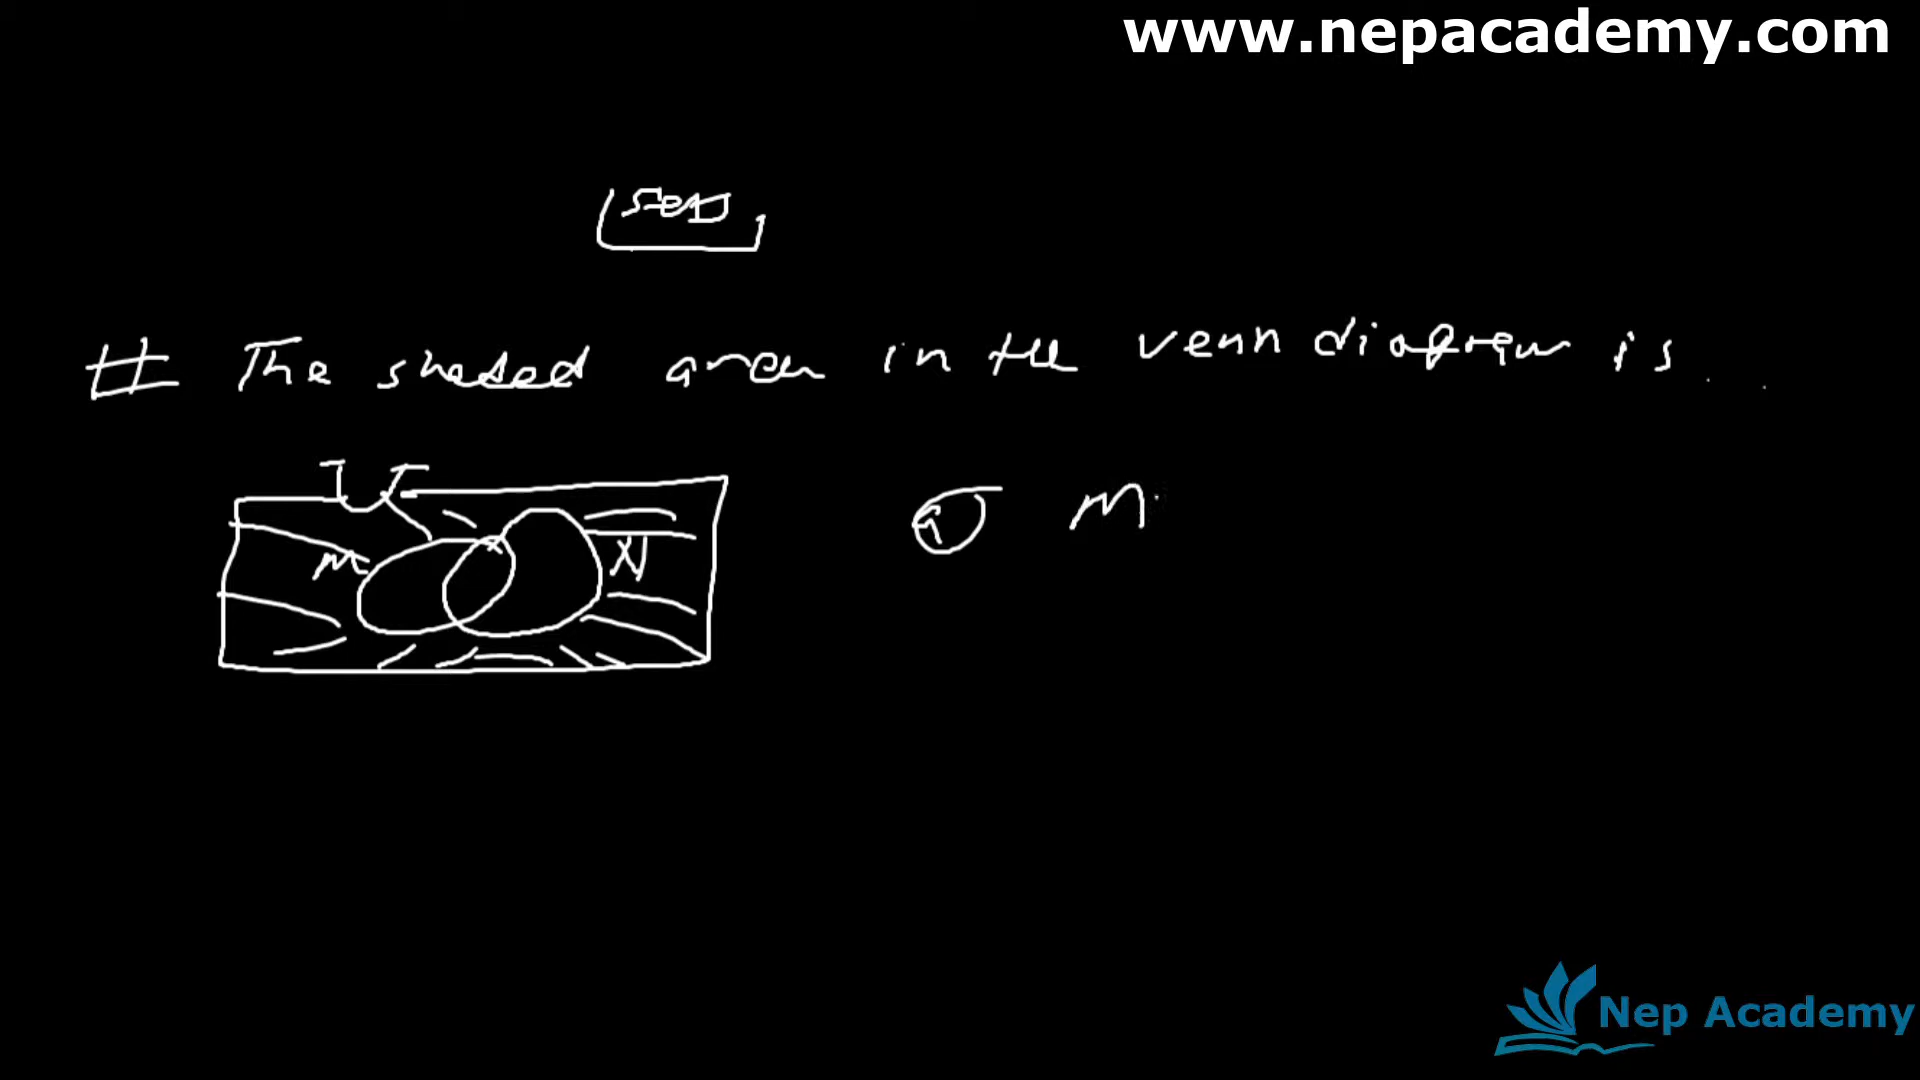 www.nepacademy.com
Sets
# The shaded area in the venn diagram is . .
U
M N
a M
Nep Academy